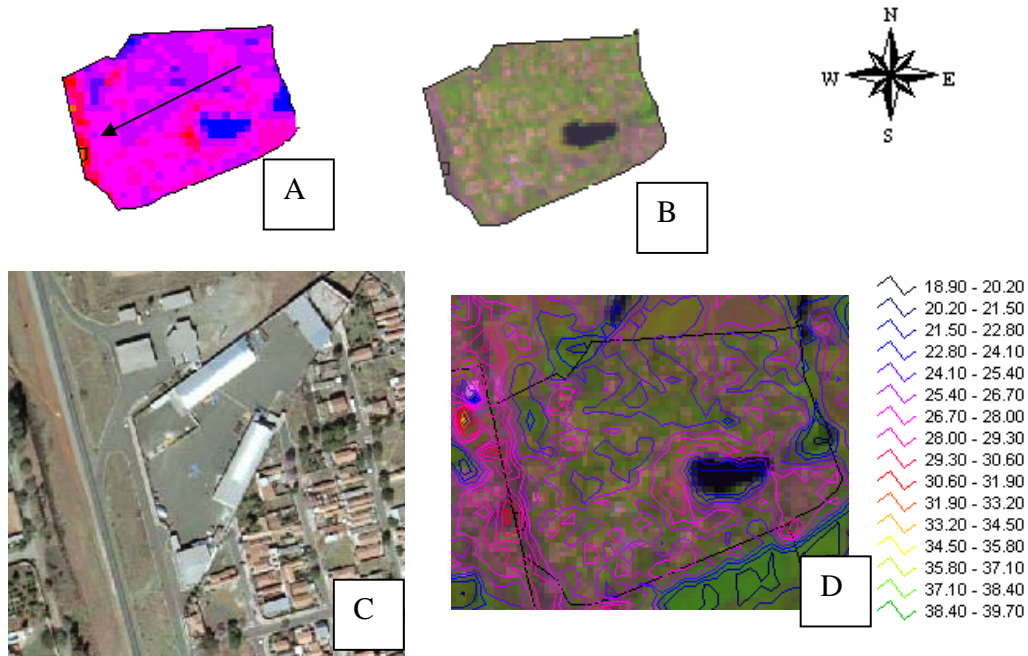 N
W
E
S
A
B
C
D
18.90 - 20.20
20.20 - 21.50
21.50 - 22.80
22.80 - 24.10
24.10 - 25.40
25.40 - 26.70
26.70 - 28.00
28.00 - 29.30
29.30 - 30.60
30.60 - 31.90
31.90 - 33.20
33.20 - 34.50
34.50 - 35.80
35.80 - 37.10
37.10 - 38.40
38.40 - 39.70